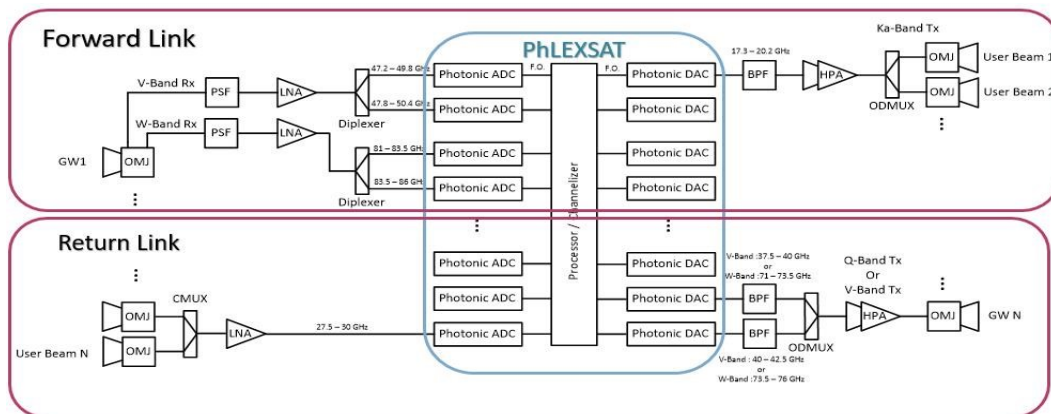 Forward Link
PhLEXSAT
V-Band Rx
PSF
LNA
47.2 – 49.8 GHz
47.8 – 50.4 GHz
Diplexer
W-Band Rx
PSF
LNA
81 – 83.5 GHz
83.5 – 86 GHz
Diplexer
GW1
OMJ
...
Photonic ADC
Photonic ADC
Photonic ADC
Photonic ADC
...
F.O.
Processor / Channelizer
F.O.
Photonic DAC
Photonic DAC
Photonic DAC
Photonic DAC
...
17.3 – 20.2 GHz
BPF
HPA
Ka-Band Tx
ODMUX
OMJ
User Beam 1
OMJ
User Beam 2
...
Return Link
...
OMJ
CMUX
User Beam N
OMJ
LNA
27.5 – 30 GHz
Photonic ADC
Photonic ADC
Photonic ADC
Photonic DAC
Photonic DAC
Photonic DAC
V-Band :37.5 – 40 GHz
or
W-Band :71 – 73.5 GHz
BPF
BPF
V-Band : 40 – 42.5 GHz
or
W-Band :73.5 – 76 GHz
ODMUX
Q-Band Tx
Or
V-Band Tx
HPA
...
OMJ
GW N